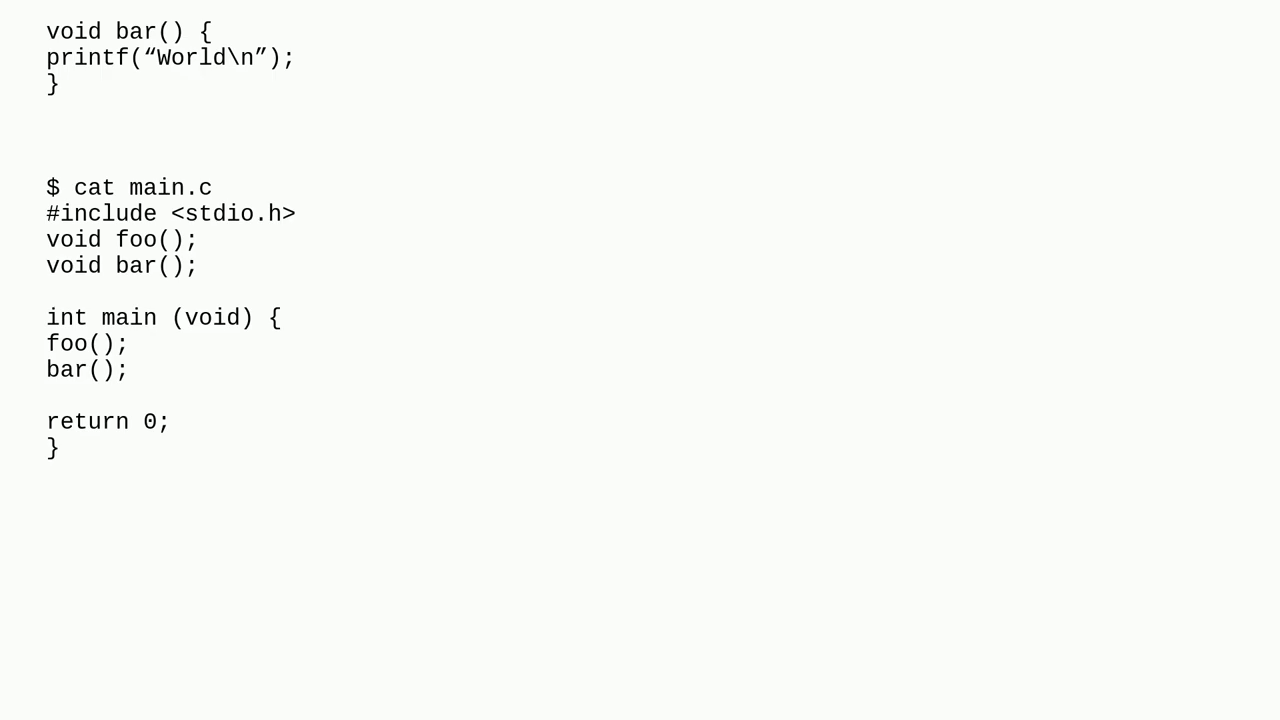 void bar() {
printf(“World\n”);
}
$ cat main.c
#include <stdio.h>
void foo();
void bar();
int main (void) {
foo();
bar();
return 0;
}